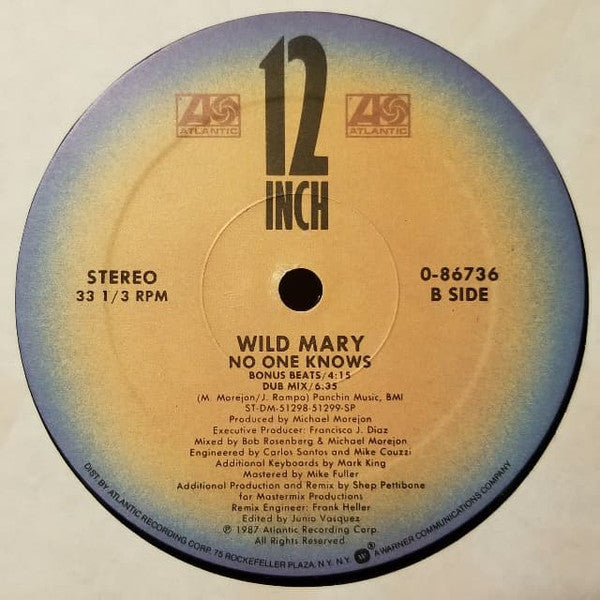 12
INCH
ATLANTIC
ATLANTIC
STEREO
33 1/3 RPM
0-86736
B SIDE
WILD MARY
NO ONE KNOWS
BONUS BEATS/4:15
DUB MIX/6:35
(M. Morejon/J. Rampa) Panchin Music, BMI
ST-DM-51298-51299-SP
Produced by Michael Morejon
Executive Producer: Francisco J. Diaz
Mixed by Bob Rosenberg & Michael Morejon
Engineered by Carlos Santos and Mike Couzzi
Additional Keyboards by Mark King
Mastered by Mike Fuller
Additional Production and Remix by Shep Pettibone
for Mastermix Productions
Remix Engineer: Frank Heller
Edited by Junio Vasquez
℗ 1987 Atlantic Recording Corp.
All Rights Reserved.
DIST. BY ATLANTIC RECORDING CORP. 75 ROCKEFELLER PLAZA, N.Y. N.Y. ® A WARNER COMMUNICATIONS COMPANY